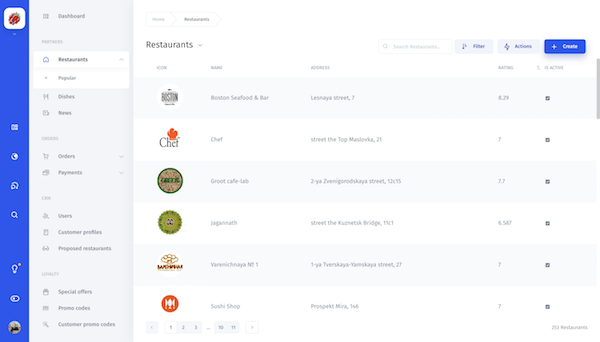 Dashboard
PARTNERS
Restaurants
Popular
Dishes
News
ORDERS
Orders
Payments
CRM
Users
Customer profiles
Proposed restaurants
LOYALTY
Special offers
Promo codes
Customer promo codes
Home
Restaurants
Restaurants
Search Restaurants...
Filter
Actions
+ Create
ICON NAME ADDRESS RATING IS ACTIVE
BOSTON Boston Seafood & Bar Lesnaya street, 7 8.29
Chef Chef street the Top Maslovka, 21 7
Groot cafe-lab 2-ya Zvenigorodskaya street, 12c15 7.7
Jagannath street the Kuznetsk Bridge, 11c1 6.587
Varenichnaya № 1 1-ya Tverskaya-Yamskaya street, 27 7
Sushi Shop Prospekt Mira, 146 7
< 1 2 3 ... 10 11 > 253 Restaurants